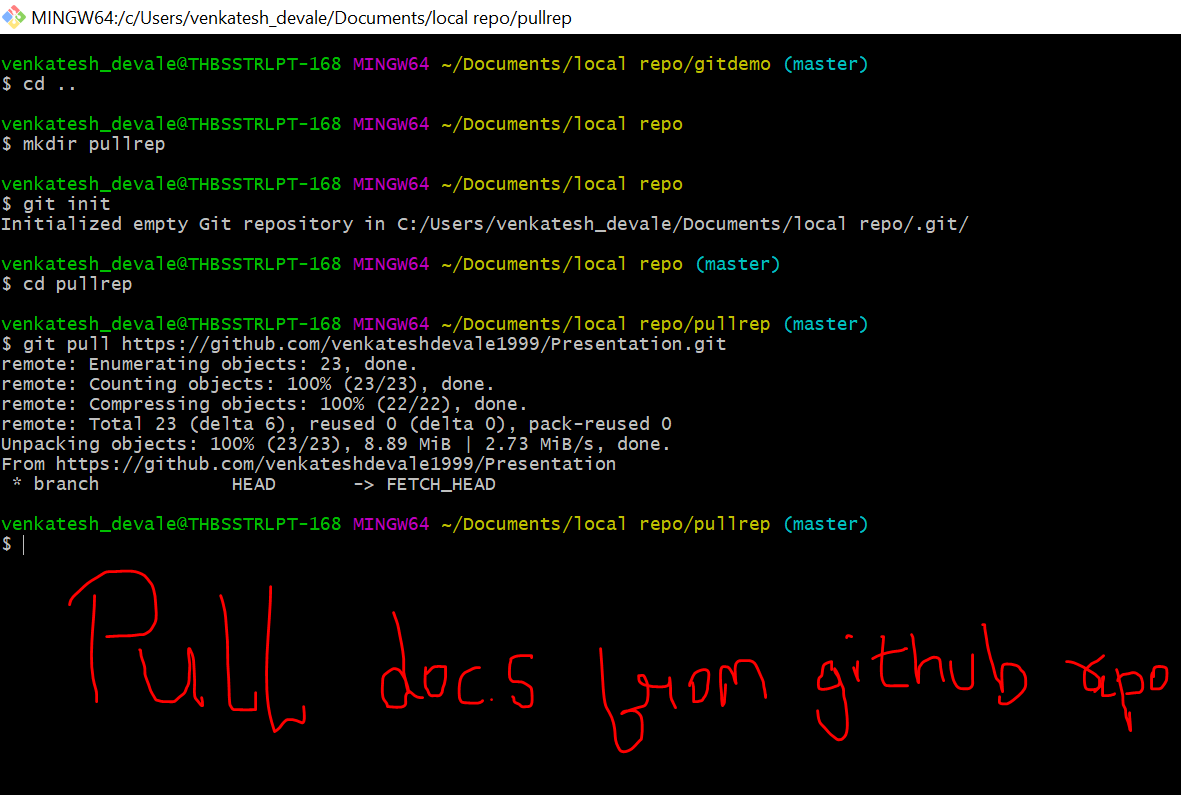 MINGW64:/c/Users/venkatesh_devale/Documents/local repo/pullrep
venkatesh_devale@THBSSTRLPT-168 MINGW64 ~/Documents/local repo/gitdemo (master)
$ cd ..
venkatesh_devale@THBSSTRLPT-168 MINGW64 ~/Documents/local repo
$ mkdir pullrep
venkatesh_devale@THBSSTRLPT-168 MINGW64 ~/Documents/local repo
$ git init
Initialized empty Git repository in C:/Users/venkatesh_devale/Documents/local repo/.git/
venkatesh_devale@THBSSTRLPT-168 MINGW64 ~/Documents/local repo (master)
$ cd pullrep
venkatesh_devale@THBSSTRLPT-168 MINGW64 ~/Documents/local repo/pullrep (master)
$ git pull https://github.com/venkateshdevale1999/Presentation.git
remote: Enumerating objects: 23, done.
remote: Counting objects: 100% (23/23), done.
remote: Compressing objects: 100% (22/22), done.
remote: Total 23 (delta 6), reused 0 (delta 0), pack-reused 0
Unpacking objects: 100% (23/23), 8.89 MiB | 2.73 MiB/s, done.
From https://github.com/venkateshdevale1999/Presentation
 * branch            HEAD       -> FETCH_HEAD
venkatesh_devale@THBSSTRLPT-168 MINGW64 ~/Documents/local repo/pullrep (master)
$
Pull docs from github repo